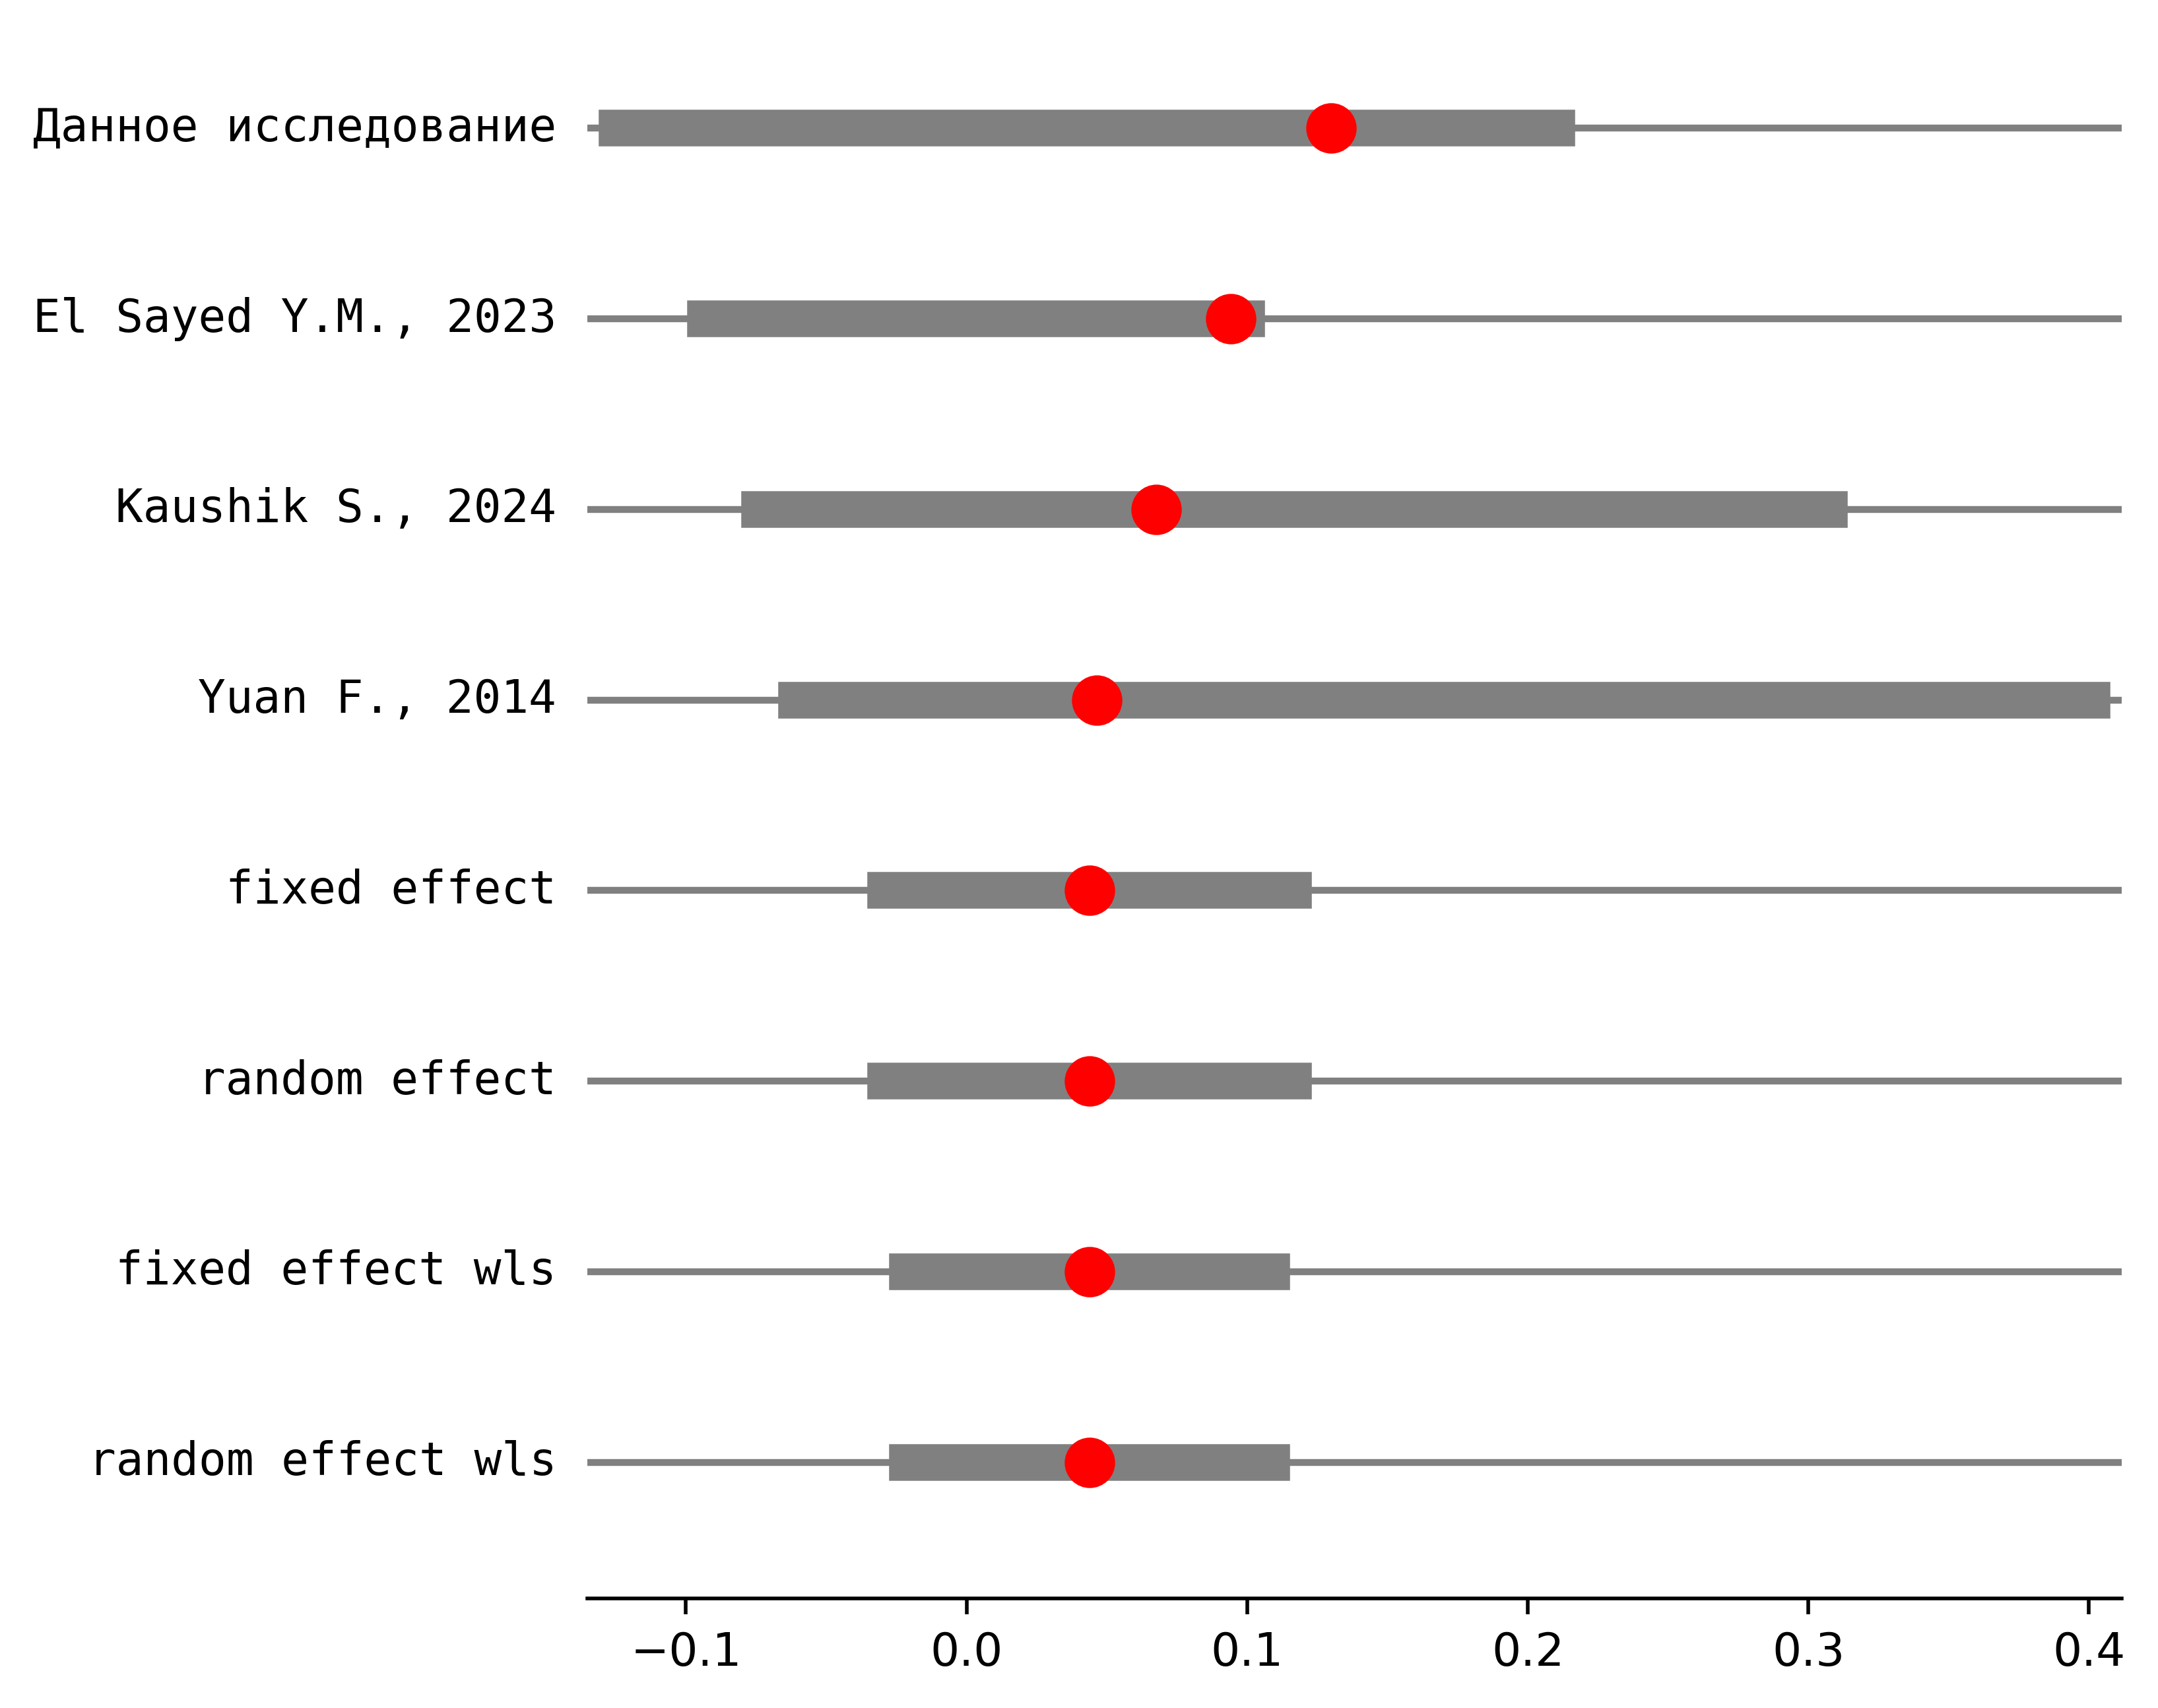 Данное исследование
El Sayed Y.M., 2023
Kaushik S., 2024
Yuan F., 2014
fixed effect
random effect
fixed effect wls
random effect wls
−0.1 0.0 0.1 0.2 0.3 0.4